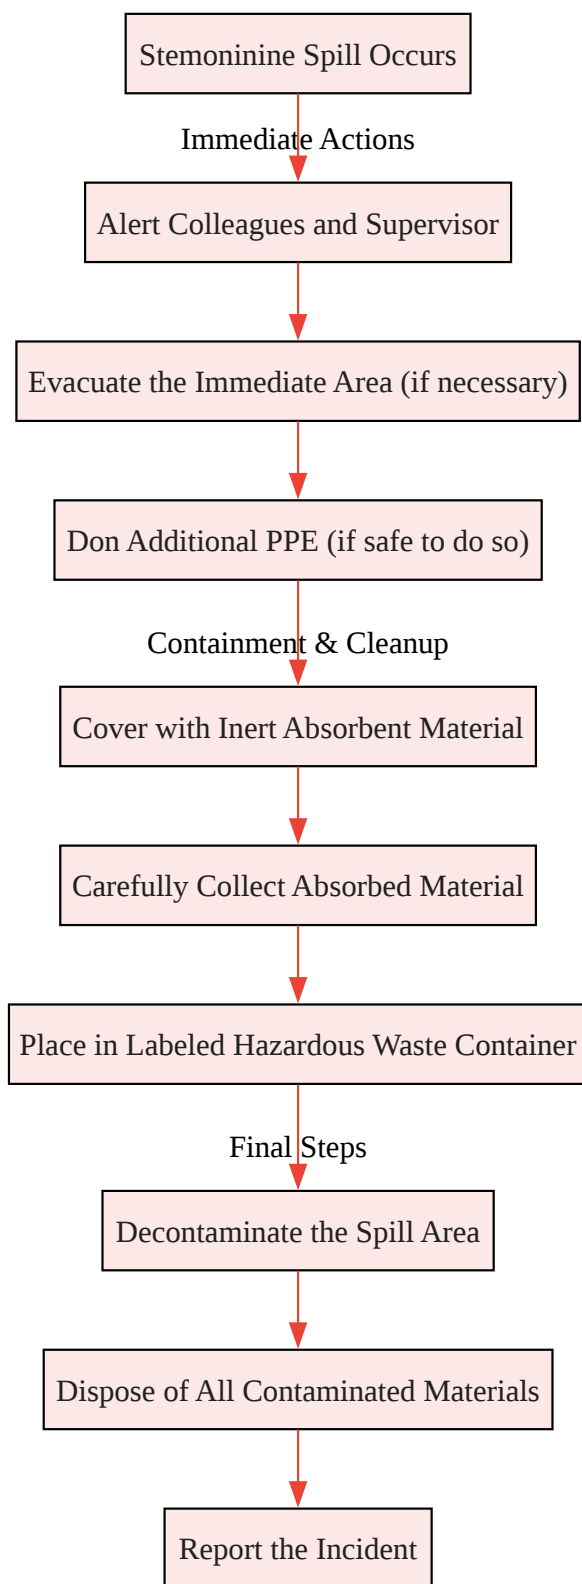 Stemoninine Spill Occurs
Immediate Actions
Alert Colleagues and Supervisor
Evacuate the Immediate Area (if necessary)
Don Additional PPE (if safe to do so)
Containment & Cleanup
Cover with Inert Absorbent Material
Carefully Collect Absorbed Material
Place in Labeled Hazardous Waste Container
Final Steps
Decontaminate the Spill Area
Dispose of All Contaminated Materials
Report the Incident